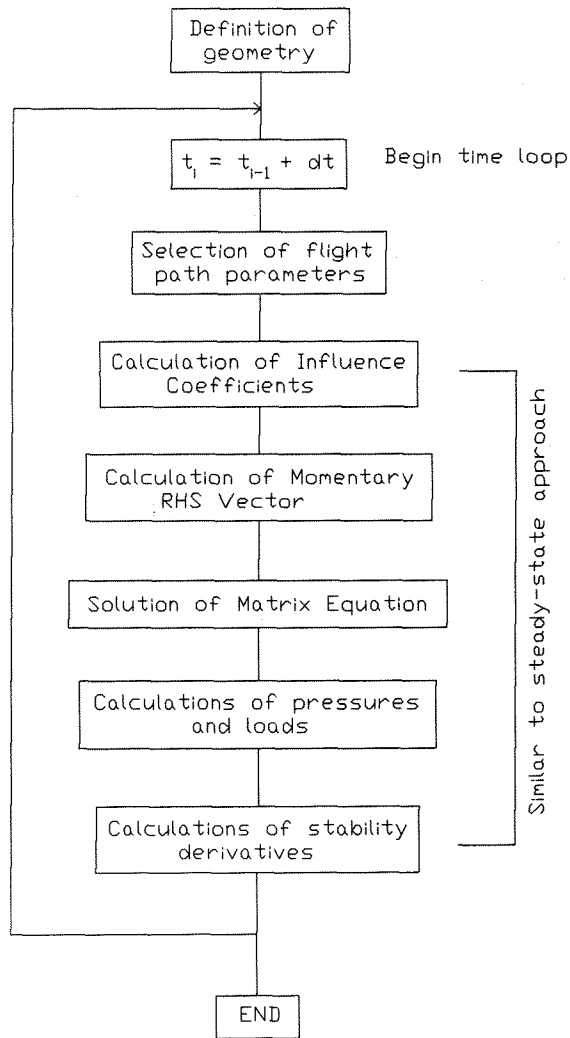 Definition of
geometry
t_i = t_{i-1} + dt
Begin time loop
Selection of flight
path parameters
Calculation of Influence
Coefficients
Calculation of Momentary
RHS Vector
Solution of Matrix Equation
Calculations of pressures
and loads
Calculations of stability
derivatives
Similar to steady-state approach
END